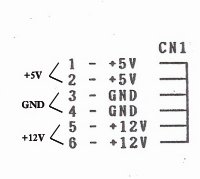 CN1
1 - +5V
+5V
2 - +5V
3 - GND
GND
4 - GND
5 - +12V
+12V
6 - +12V